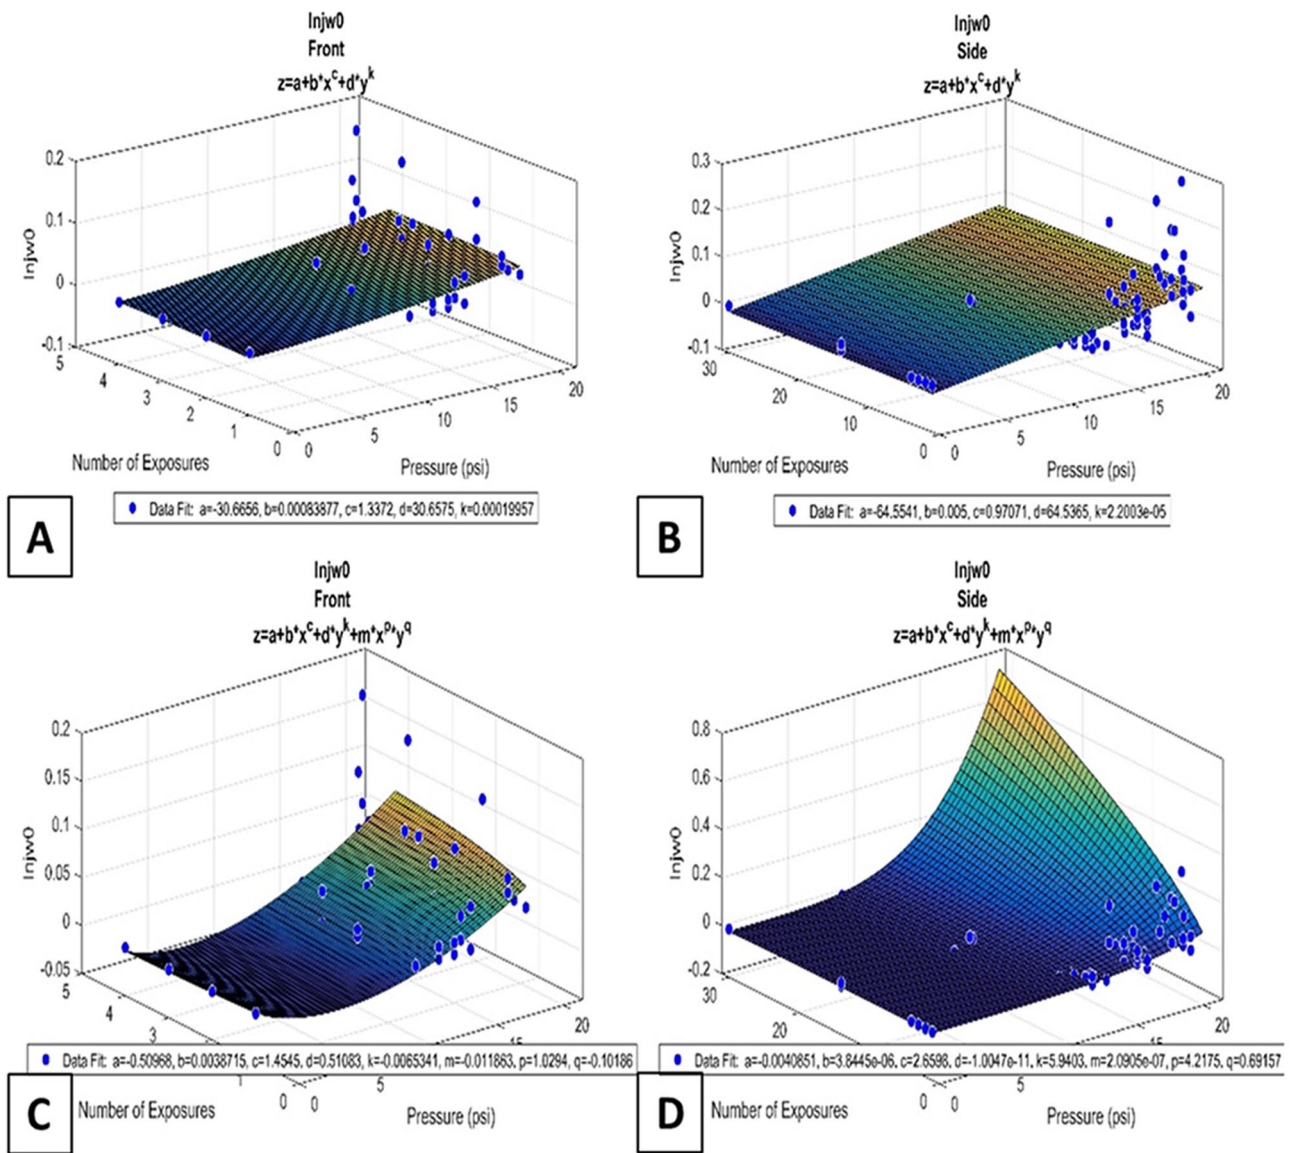 Injw0
Front
z=a+b*x^c+d*y^k
0.2
0.1
0
-0.1
Injw0
5
4
3
2
1
0
0
5
10
15
20
Number of Exposures
Pressure (psi)
Data Fit: a=-30.6656, b=0.00083877, c=1.3372, d=30.6575, k=0.00019957
A
Injw0
Side
z=a+b*x^c+d*y^k
0.3
0.2
0.1
0
-0.1
Injw0
30
20
10
0
0
5
10
15
20
Number of Exposures
Pressure (psi)
Data Fit: a=-64.5541, b=0.005, c=0.97071, d=64.5365, k=2.2003e-05
B
Injw0
Front
z=a+b*x^c+d*y^k+m*x^p*y^q
0.2
0.15
0.1
0.05
0
-0.05
Injw0
5
4
3
15
20
Data Fit: a=-0.50968, b=0.0038715, c=1.4545, d=0.51083, k=-0.0065341, m=-0.011863, p=1.0294, q=-0.10186
1
0
0
5
Number of Exposures
Pressure (psi)
C
Injw0
Side
z=a+b*x^c+d*y^k+m*x^p*y^q
0.8
0.6
0.4
0.2
0
-0.2
Injw0
30
20
15
20
Data Fit: a=-0.0040851, b=3.8445e-06, c=2.6598, d=-1.0047e-11, k=5.9403, m=2.0905e-07, p=4.2175, q=0.69157
0
0
5
Number of Exposures
Pressure (psi)
D